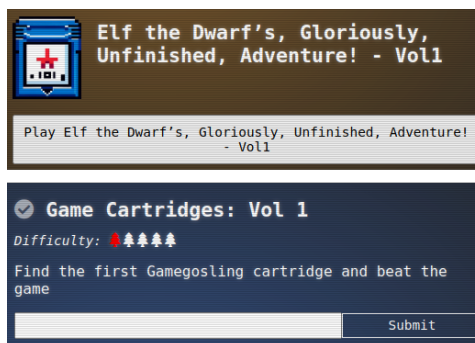 Elf the Dwarf’s, Gloriously,
Unfinished, Adventure! - Vol1
Play Elf the Dwarf’s, Gloriously, Unfinished, Adventure!
- Vol1
Game Cartridges: Vol 1
Difficulty:
Find the first Gamegosling cartridge and beat the
game
Submit